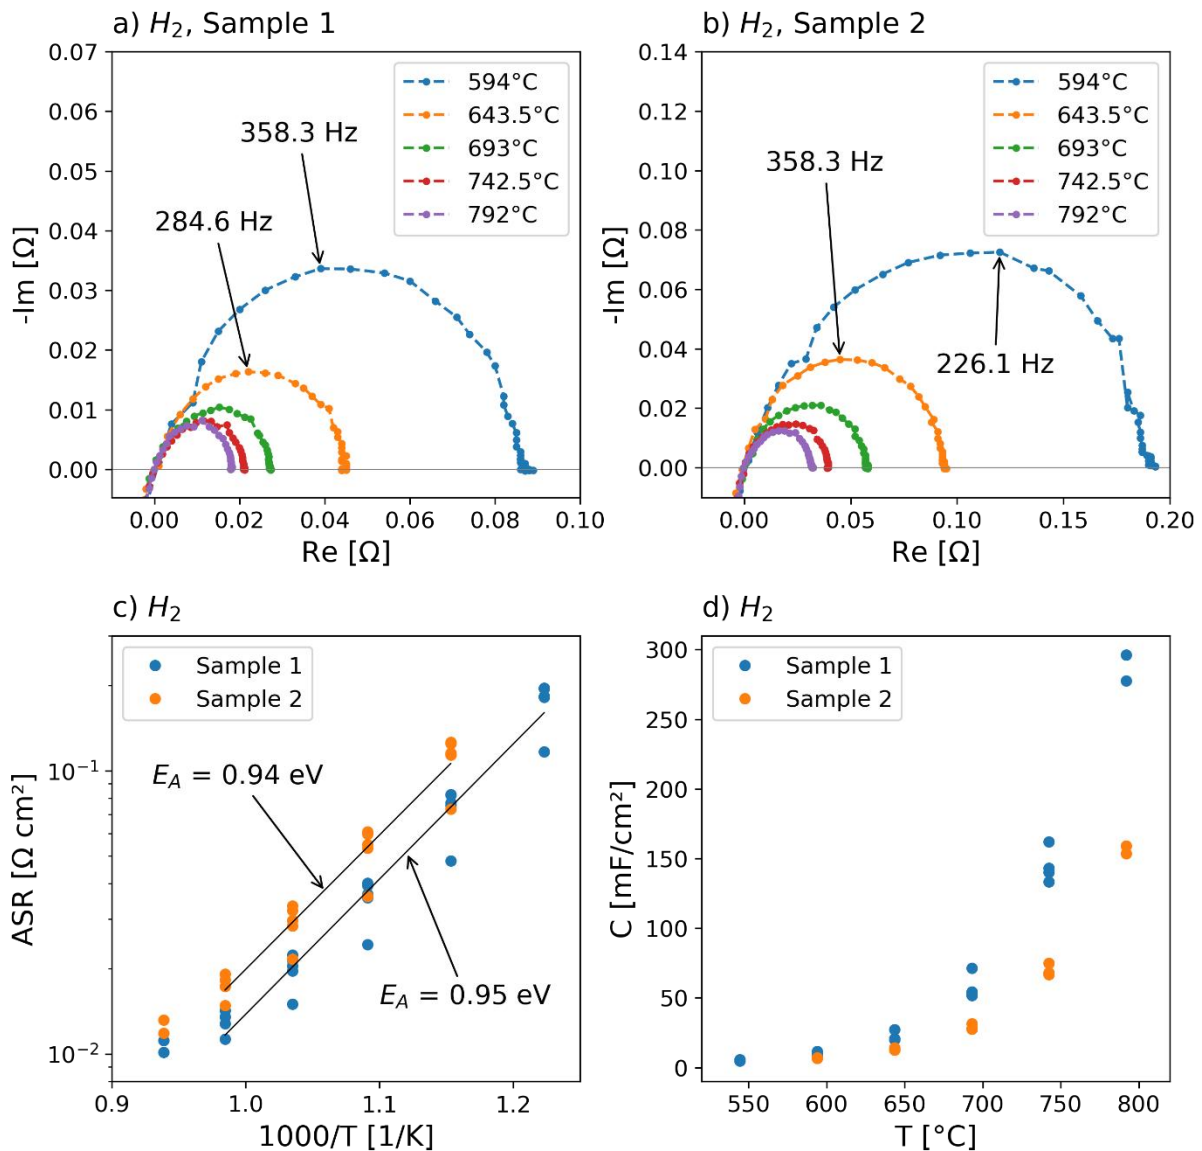 a) H₂, Sample 1
0.07
0.06
0.05
0.04
0.03
0.02
0.01
0.00
-Im [Ω]
594°C
643.5°C
693°C
742.5°C
792°C
358.3 Hz
284.6 Hz
0.00 0.02 0.04 0.06 0.08 0.10
Re [Ω]
b) H₂, Sample 2
0.14
0.12
0.10
0.08
0.06
0.04
0.02
0.00
-Im [Ω]
594°C
643.5°C
693°C
742.5°C
792°C
358.3 Hz
226.1 Hz
0.00 0.05 0.10 0.15 0.20
Re [Ω]
c) H₂
Sample 1
Sample 2
10⁻¹
10⁻²
ASR [Ω cm²]
E_A = 0.94 eV
E_A = 0.95 eV
0.9 1.0 1.1 1.2
1000/T [1/K]
d) H₂
Sample 1
Sample 2
300
250
200
150
100
50
0
C [mF/cm²]
550 600 650 700 750 800
T [°C]